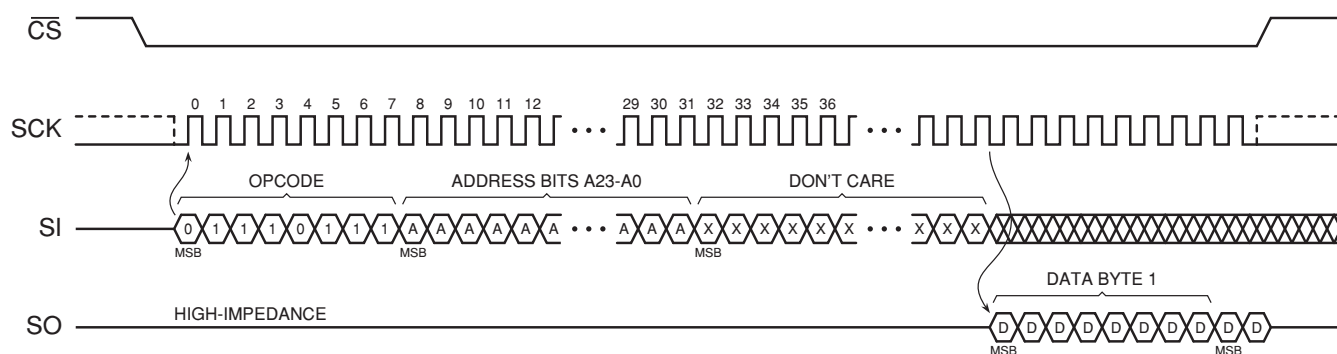 CS
0 1 2 3 4 5 6 7 8 9 10 11 12 29 30 31 32 33 34 35 36
SCK
OPCODE ADDRESS BITS A23-A0 DON'T CARE
SI 0 1 1 1 0 1 1 1 A A A A A A ••• A A A X X X X X X ••• X X X
MSB MSB MSB
DATA BYTE 1
HIGH-IMPEDANCE
SO D D D D D D D D D D
MSB MSB